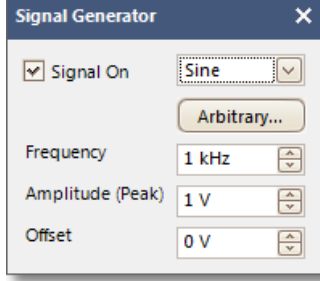 Signal Generator
Signal On Sine
Arbitrary...
Frequency 1 kHz
Amplitude (Peak) 1 V
Offset 0 V